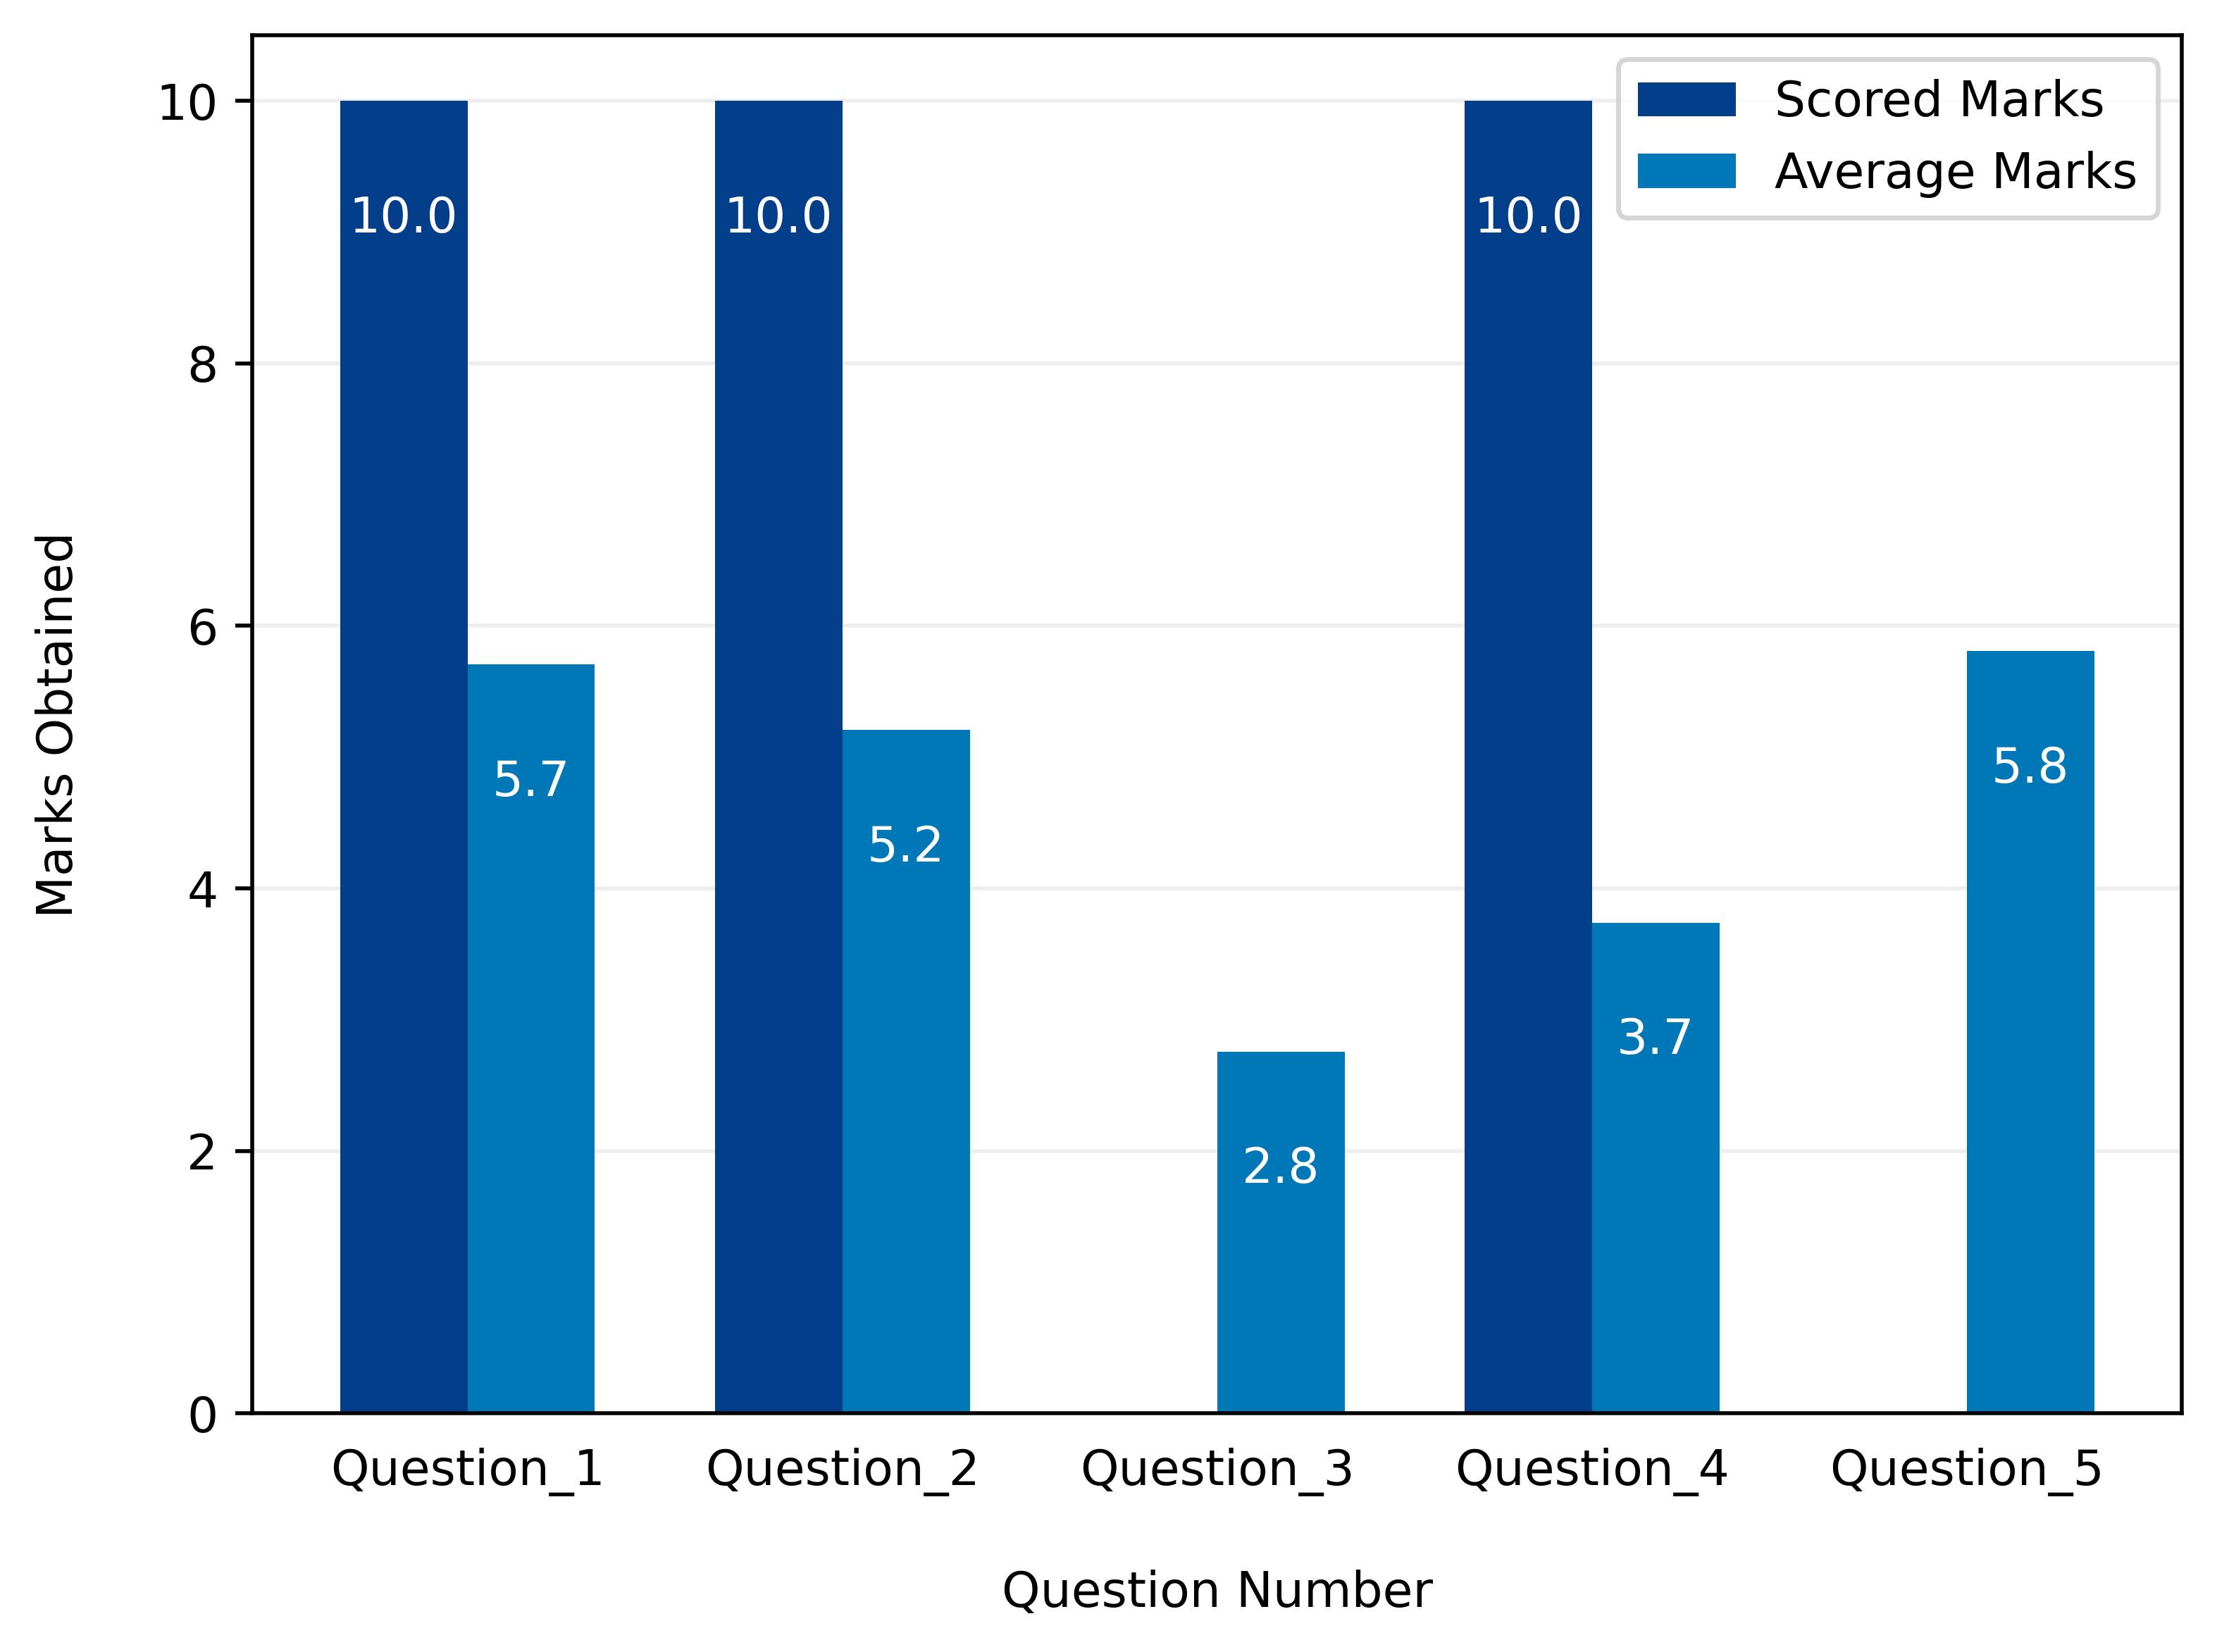 10
Scored Marks
Average Marks
10.0
10.0
10.0
8
6
5.7
5.8
5.2
4
3.7
2.8
2
0
Marks Obtained
Question_1
Question_2
Question_3
Question_4
Question_5
Question Number